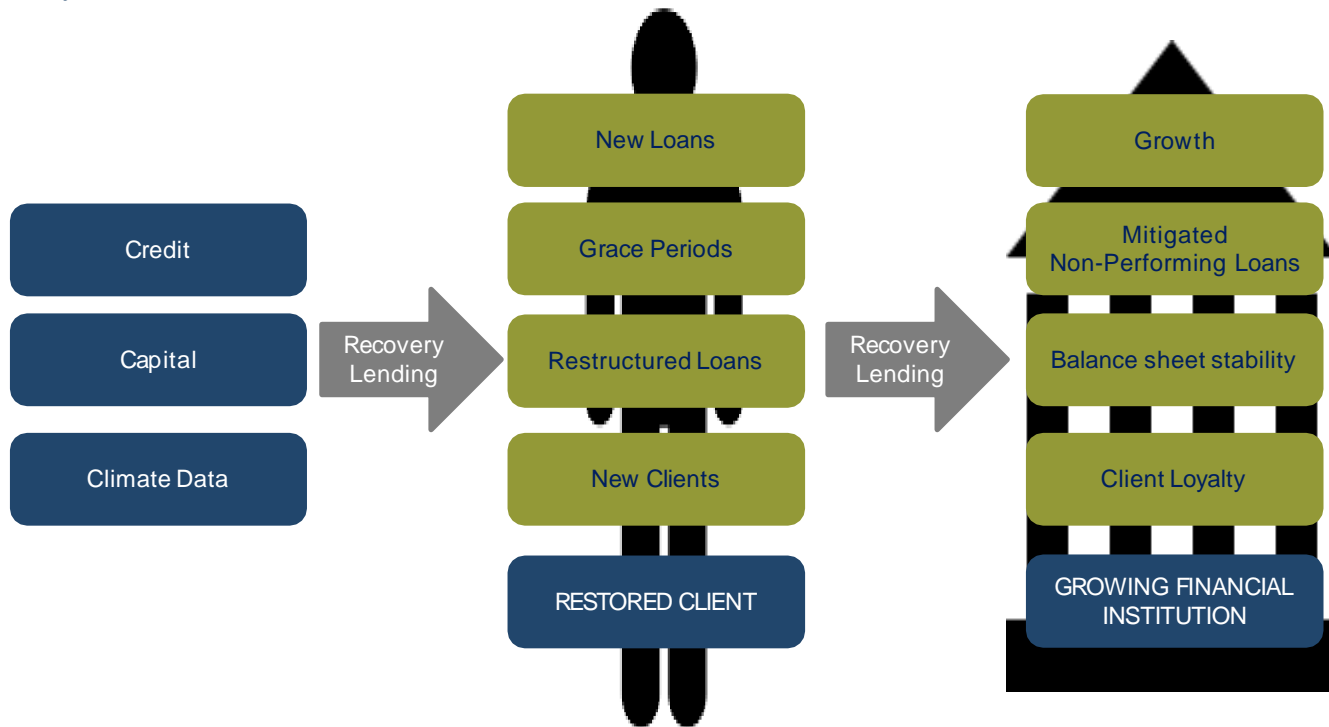 Credit
Capital
Climate Data
Recovery
Lending
New Loans
Grace Periods
Restructured Loans
New Clients
RESTORED CLIENT
Recovery
Lending
Growth
Mitigated
Non-Performing Loans
Balance sheet stability
Client Loyalty
GROWING FINANCIAL
INSTITUTION